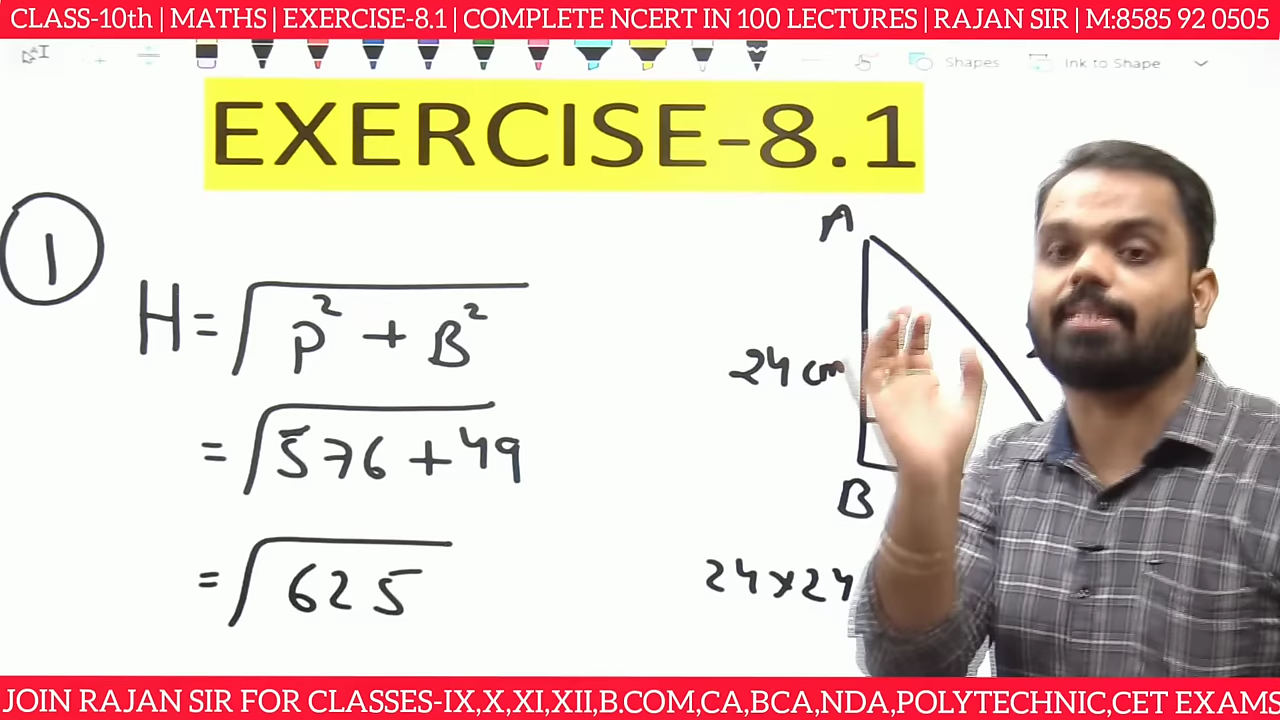 CLASS-10th | MATHS | EXERCISE-8.1 | COMPLETE NCERT IN 100 LECTURES | RAJAN SIR | M:8585 92 0505
Shapes
Ink to Shape
EXERCISE-8.1
1
A
H = √P² + B²
24 cm
= √576 + 49
B
= √625
24 x 24
JOIN RAJAN SIR FOR CLASSES-IX,X,XI,XII,B.COM,CA,BCA,NDA,POLYTECHNIC,CET EXAMS